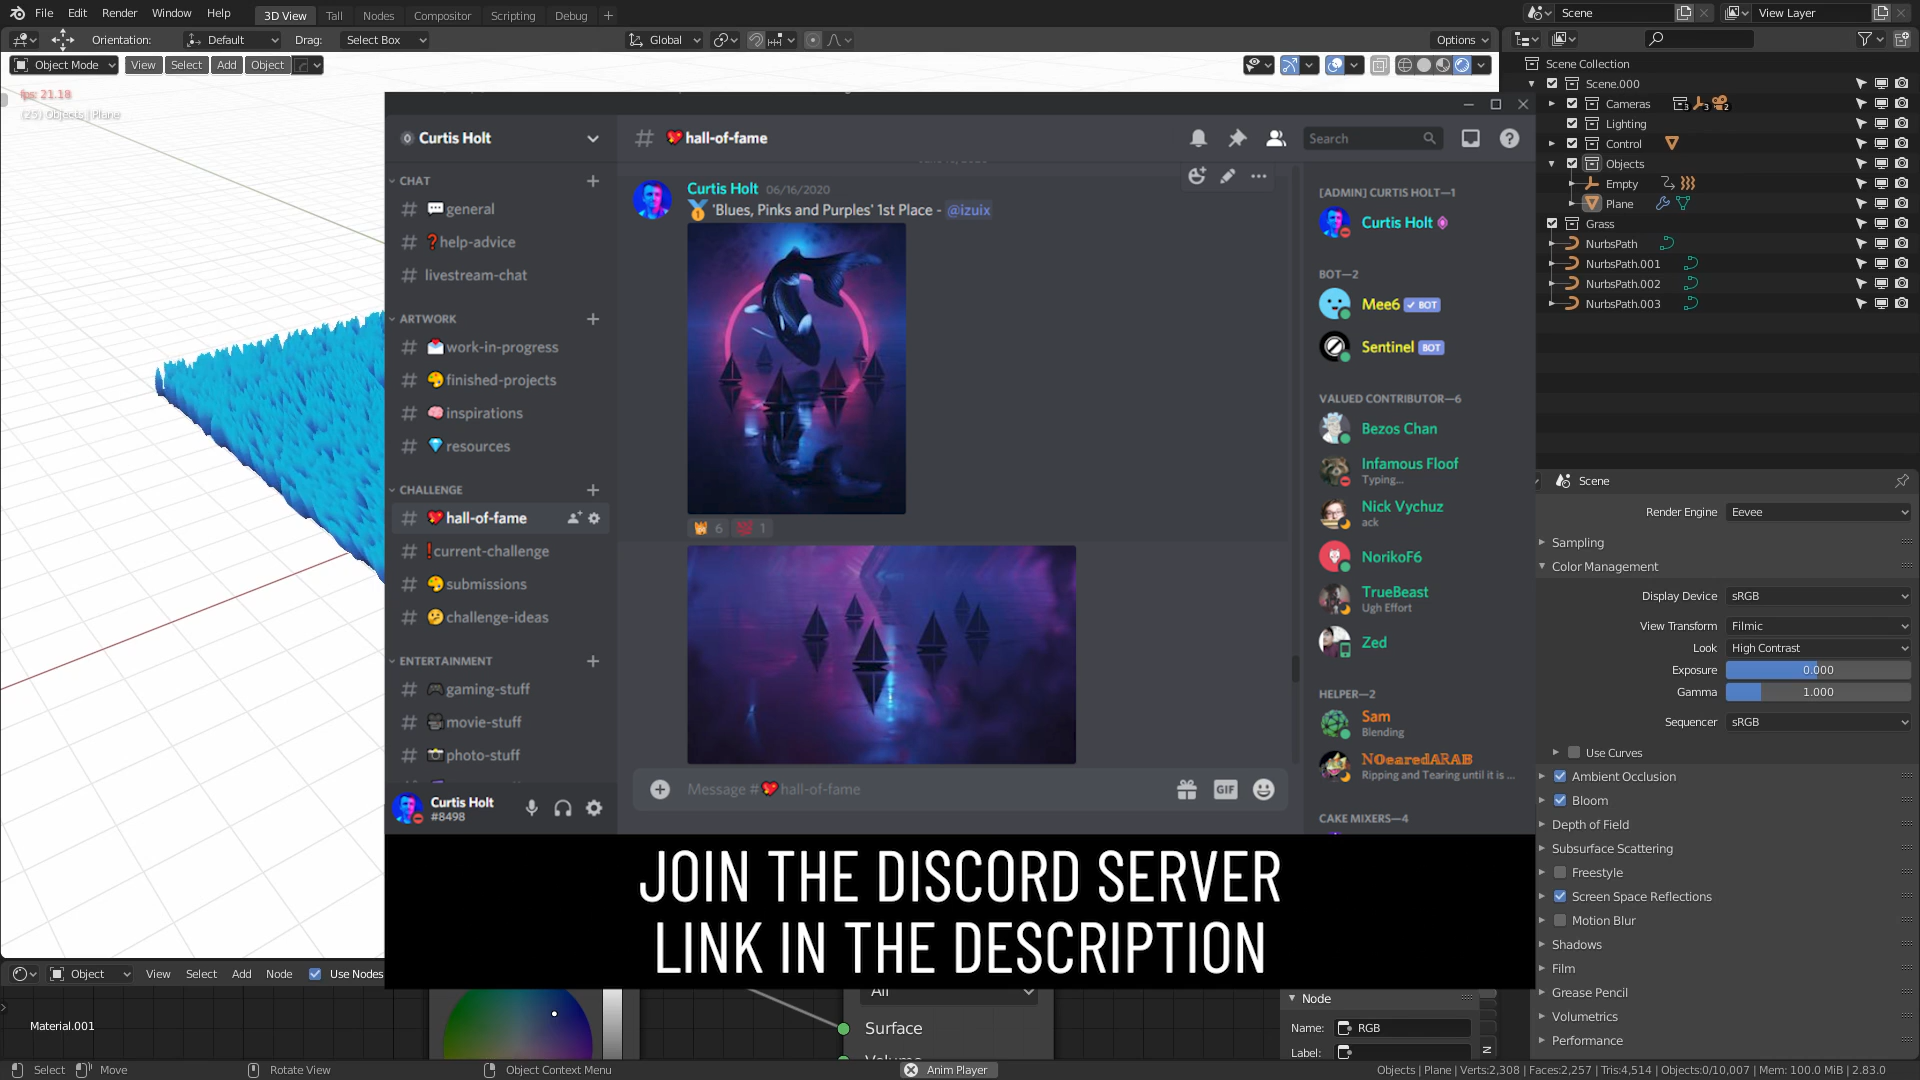 File Edit Render Window Help 3D View Tall Nodes Compositor Scripting Debug + Scene View Layer
Orientation: Default Drag: Select Box Global Options
Object Mode View Select Add Object
fps: 21.18
(25) Objects | Plane
Scene Collection
Scene.000
Cameras 3 3 2
Lighting
Control
Objects
Empty
Plane
Grass
NurbsPath
NurbsPath.001
NurbsPath.002
NurbsPath.003
Curtis Holt
CHAT
# general
# help-advice
# livestream-chat
ARTWORK
# work-in-progress
# finished-projects
# inspirations
# resources
CHALLENGE
# hall-of-fame
# current-challenge
# submissions
# challenge-ideas
ENTERTAINMENT
# gaming-stuff
# movie-stuff
# photo-stuff
Curtis Holt
#8498
# hall-of-fame
Search
Curtis Holt 06/16/2020
'Blues, Pinks and Purples' 1st Place - @izuix
6 1
Message # hall-of-fame
GIF
[ADMIN] CURTIS HOLT—1
Curtis Holt
BOT—2
Mee6 BOT
Sentinel BOT
VALUED CONTRIBUTOR—6
Bezos Chan
Infamous Floof
Typing...
Nick Vychuz
ack
NorikoF6
TrueBeast
Ugh Effort
Zed
HELPER—2
Sam
Blending
NOearedARAB
Ripping and Tearing until it is ...
CAKE MIXERS—4
JOIN THE DISCORD SERVER
LINK IN THE DESCRIPTION
Scene
Render Engine Eevee
Sampling
Color Management
Display Device sRGB
View Transform Filmic
Look High Contrast
Exposure 0.000
Gamma 1.000
Sequencer sRGB
Use Curves
Ambient Occlusion
Bloom
Depth of Field
Subsurface Scattering
Freestyle
Screen Space Reflections
Motion Blur
Shadows
Film
Grease Pencil
Volumetrics
Performance
Object View Select Add Node Use Nodes
Material.001
All
Surface
Volume
Node
Name: RGB
Label:
N
Select Move Rotate View Object Context Menu Anim Player Objects | Plane | Verts:2,308 | Faces:2,257 | Tris:4,514 | Objects:0/10,007 | Mem: 100.0 MiB | 2.83.0